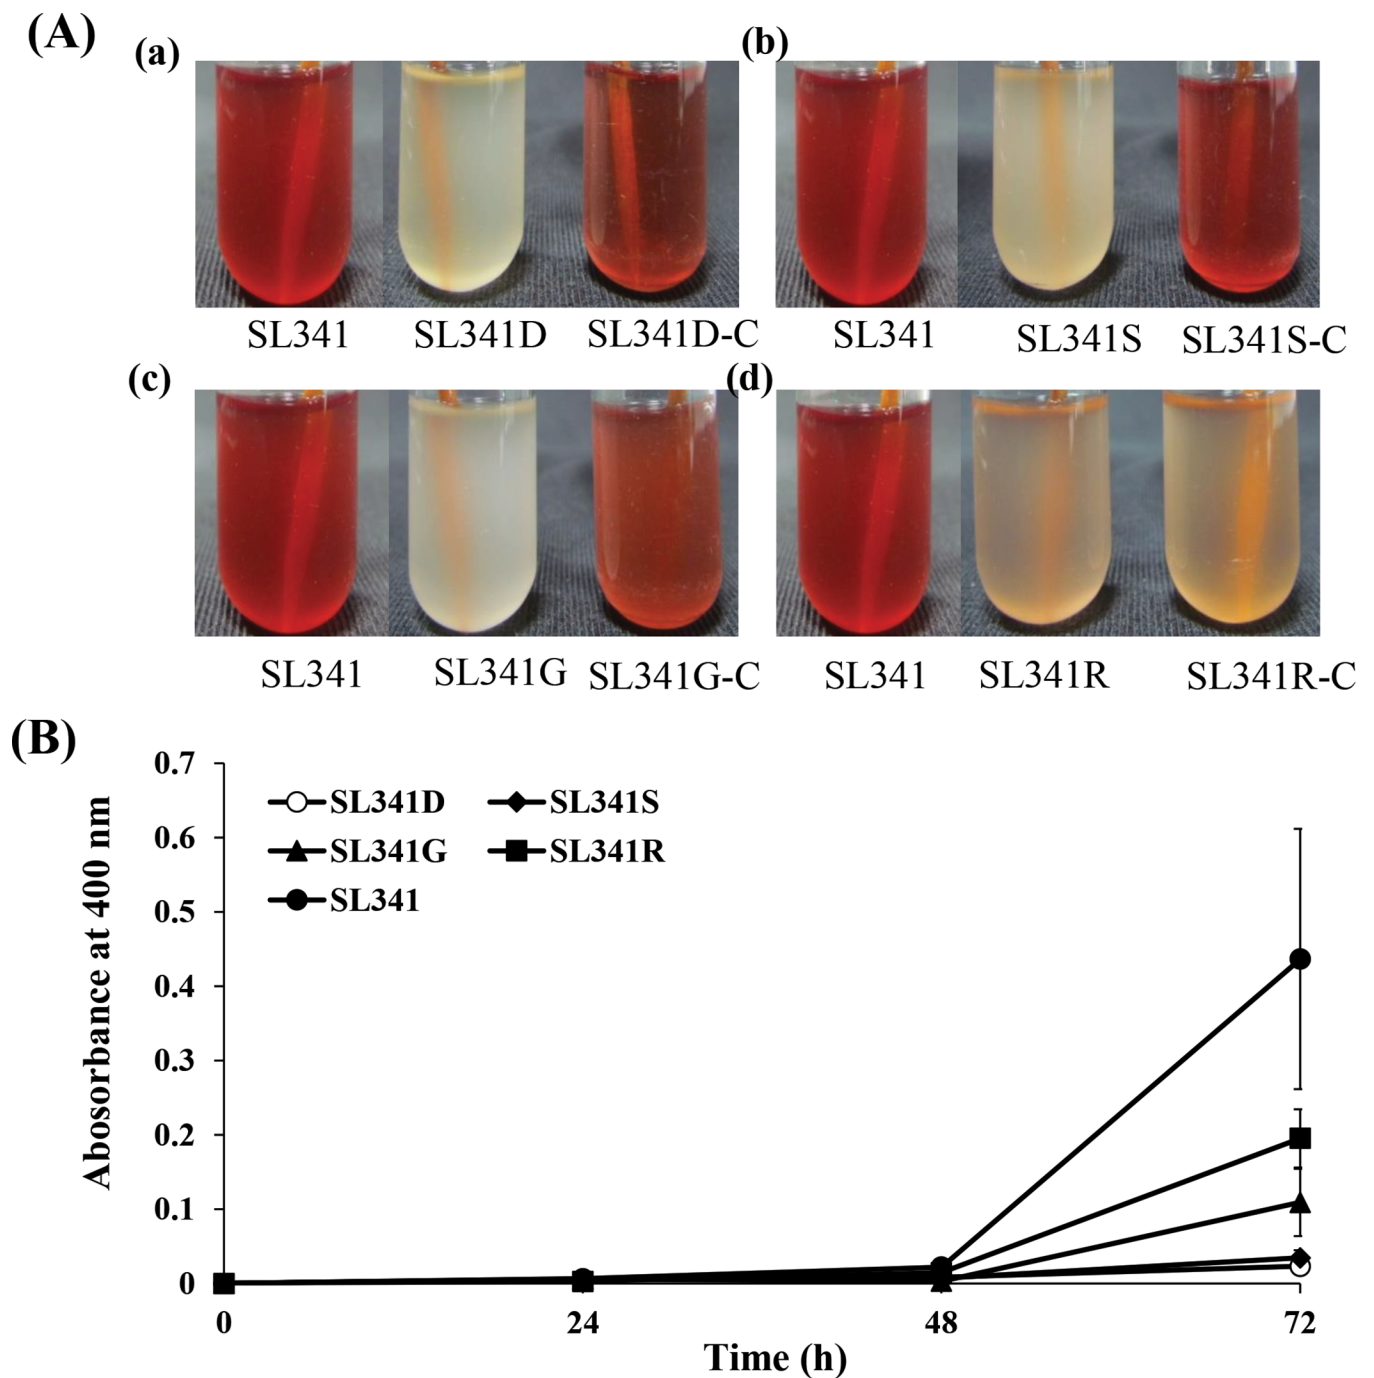 (A)
(a)
(b)
SL341 SL341D SL341D-C
SL341 SL341S SL341S-C
(c)
(d)
SL341 SL341G SL341G-C
SL341 SL341R SL341R-C
(B)
Abosorbance at 400 nm
0.7
0.6
0.5
0.4
0.3
0.2
0.1
0
SL341D SL341S
SL341G SL341R
SL341
0 24 48 72
Time (h)